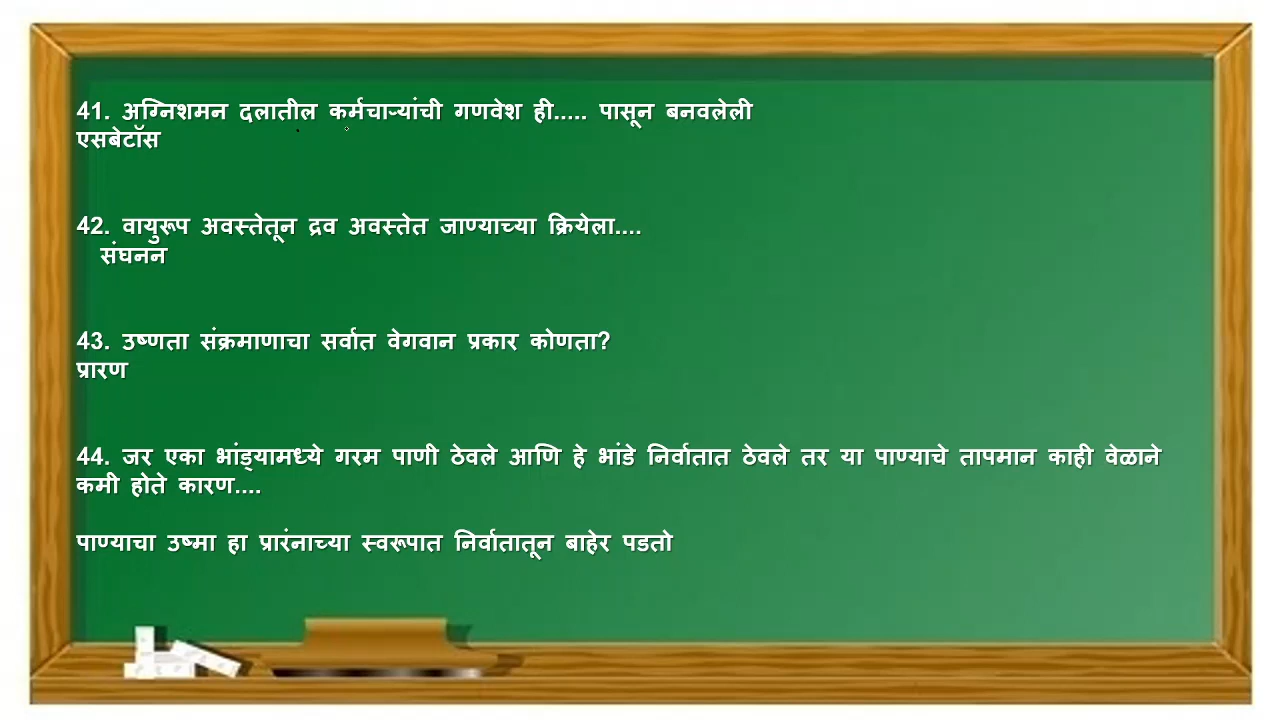 41. अग्निशमन दलातील कर्मचाऱ्यांची गणवेश ही..... पासून बनवलेली
एसबेटॉस
42. वायुरूप अवस्तेतून द्रव अवस्तेत जाण्याच्या क्रियेला....
संघनन
43. उष्णता संक्रमाणाचा सर्वात वेगवान प्रकार कोणता?
प्रारण
44. जर एका भांड्यामध्ये गरम पाणी ठेवले आणि हे भांडे निर्वातात ठेवले तर या पाण्याचे तापमान काही वेळाने
कमी होते कारण....
पाण्याचा उष्मा हा प्रारंनाच्या स्वरूपात निर्वातातून बाहेर पडतो